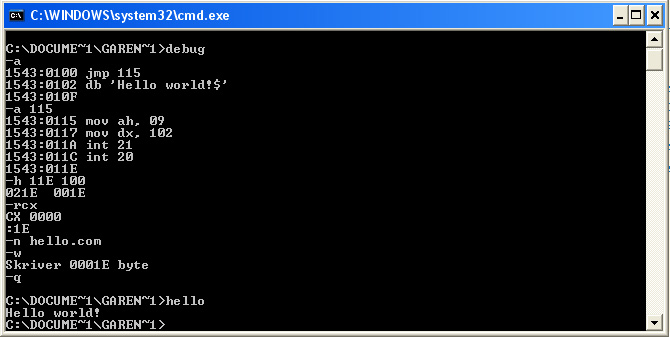 C:\WINDOWS\system32\cmd.exe
C:\DOCUME~1\GAREN~1>debug
-a
1543:0100 jmp 115
1543:0102 db 'Hello world!$'
1543:010F
-a 115
1543:0115 mov ah, 09
1543:0117 mov dx, 102
1543:011A int 21
1543:011C int 20
1543:011E
-h 11E 100
021E  001E
-rcx
CX 0000
:1E
-n hello.com
-w
Skriver 0001E byte
-q
C:\DOCUME~1\GAREN~1>hello
Hello world!
C:\DOCUME~1\GAREN~1>